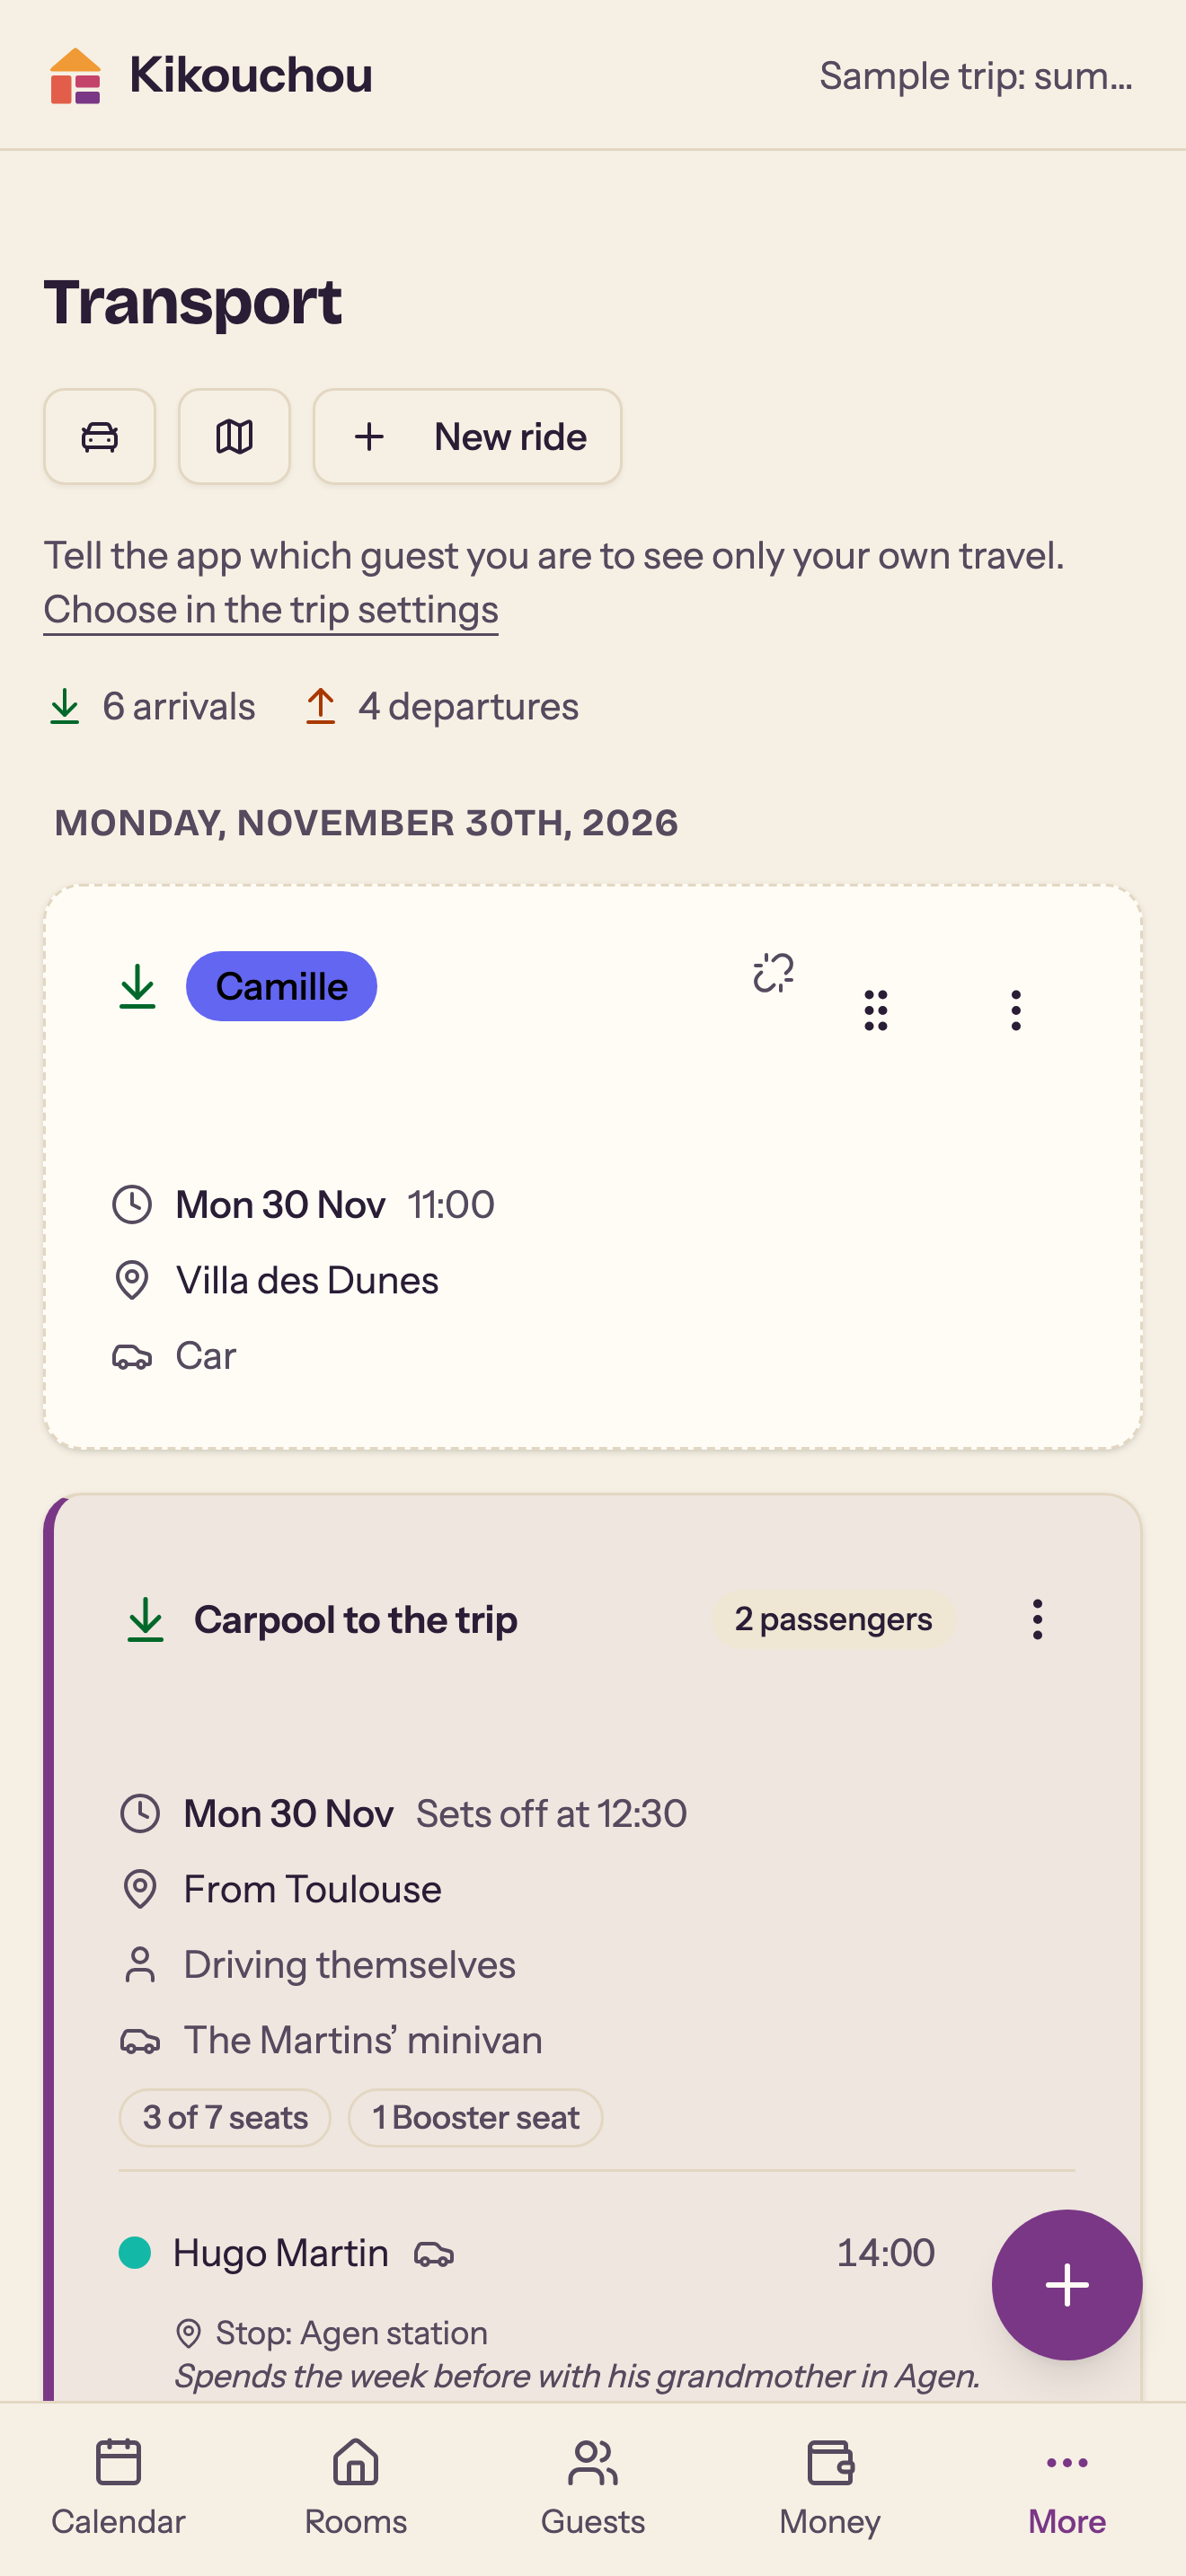 Kikouchou
Sample trip: sum...
Transport
New ride
Tell the app which guest you are to see only your own travel.
Choose in the trip settings
6 arrivals
4 departures
MONDAY, NOVEMBER 30TH, 2026
Camille
Mon 30 Nov 11:00
Villa des Dunes
Car
Carpool to the trip
2 passengers
Mon 30 Nov Sets off at 12:30
From Toulouse
Driving themselves
The Martins’ minivan
3 of 7 seats
1 Booster seat
Hugo Martin
14:00
Stop: Agen station
Spends the week before with his grandmother in Agen.
Calendar
Rooms
Guests
Money
More